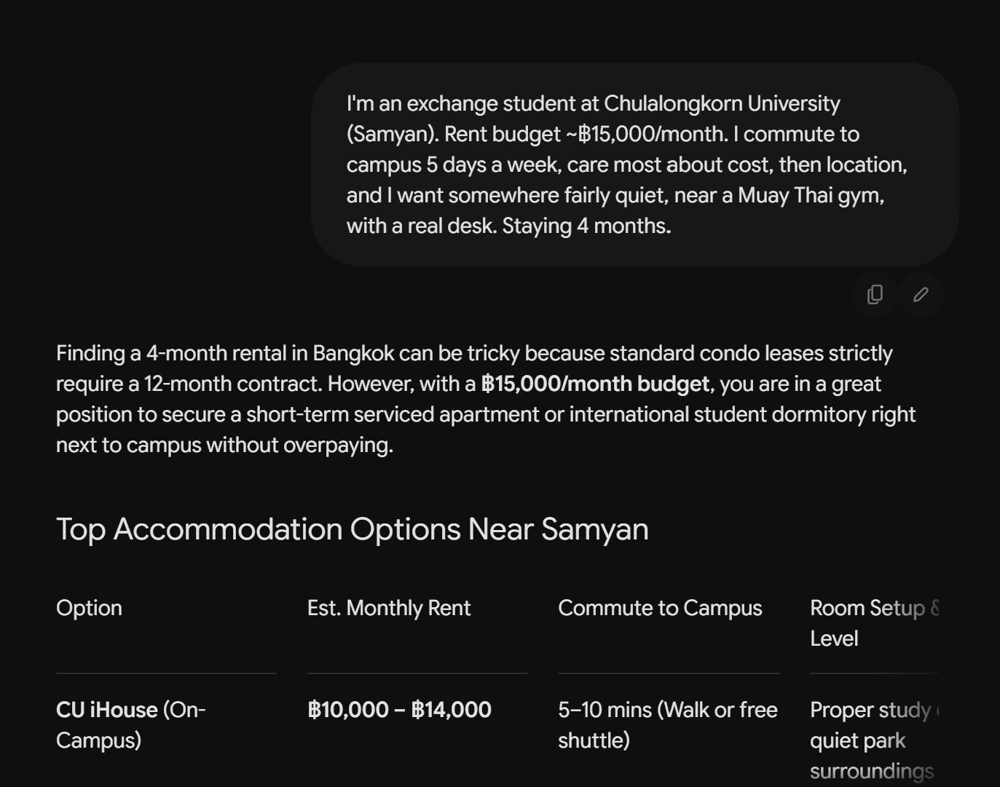 I'm an exchange student at Chulalongkorn University
(Samyan). Rent budget ~฿15,000/month. I commute to
campus 5 days a week, care most about cost, then location,
and I want somewhere fairly quiet, near a Muay Thai gym,
with a real desk. Staying 4 months.
Finding a 4-month rental in Bangkok can be tricky because standard condo leases strictly
require a 12-month contract. However, with a ฿15,000/month budget, you are in a great
position to secure a short-term serviced apartment or international student dormitory right
next to campus without overpaying.
Top Accommodation Options Near Samyan
Option
Est. Monthly Rent
Commute to Campus
Room Setup &
Level
CU iHouse (On-
Campus)
฿10,000 – ฿14,000
5–10 mins (Walk or free
shuttle)
Proper study
quiet park
surroundings